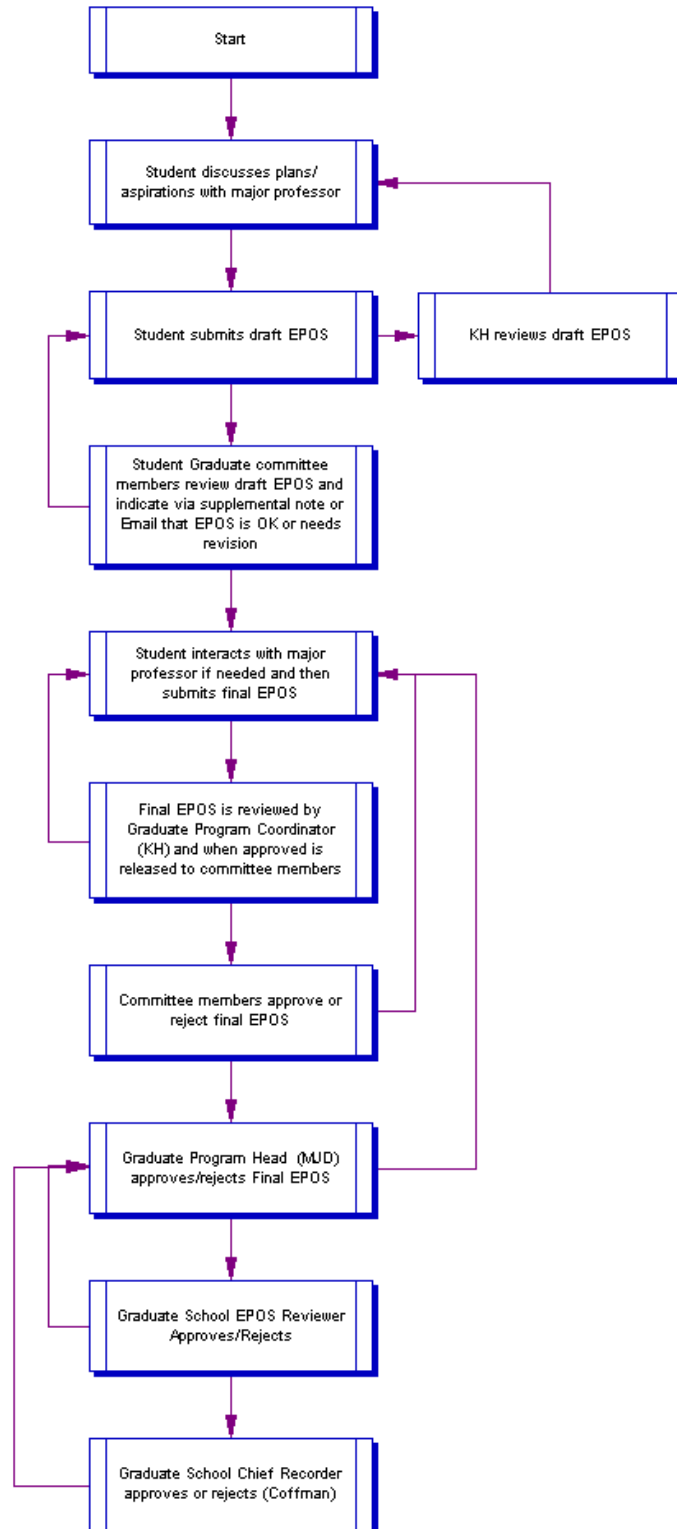 Start
Student discusses plans/
aspirations with major professor
Student submits draft EPOS
KH reviews draft EPOS
Student Graduate committee
members review draft EPOS and
indicate via supplemental note or
Email that EPOS is OK or needs
revision
Student interacts with major
professor if needed and then
submits final EPOS
Final EPOS is reviewed by
Graduate Program Coordinator
(KH) and when approved is
released to committee members
Committee members approve or
reject final EPOS
Graduate Program Head (MJD)
approves/rejects Final EPOS
Graduate School EPOS Reviewer
Approves/Rejects
Graduate School Chief Recorder
approves or rejects (Coffman)